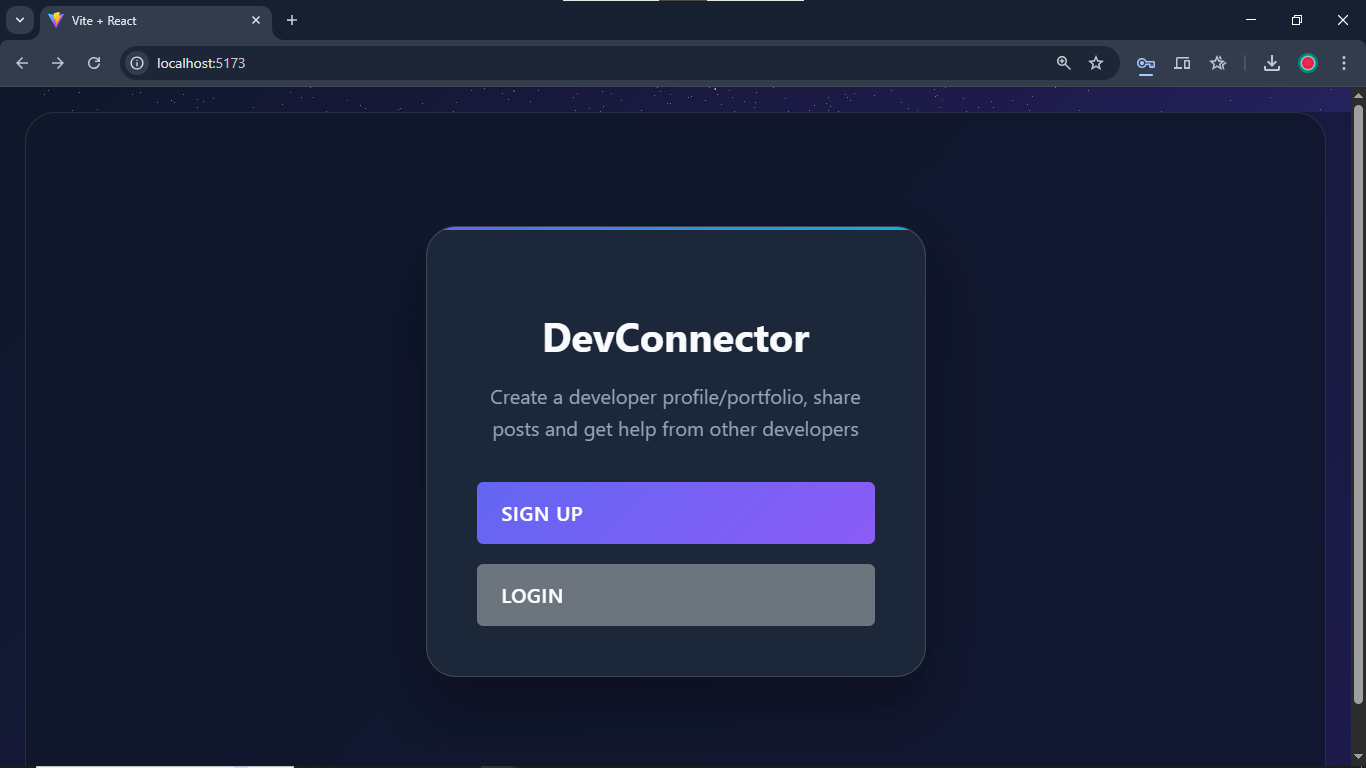 Vite + React
localhost:5173
DevConnector
Create a developer profile/portfolio, share
posts and get help from other developers
SIGN UP
LOGIN